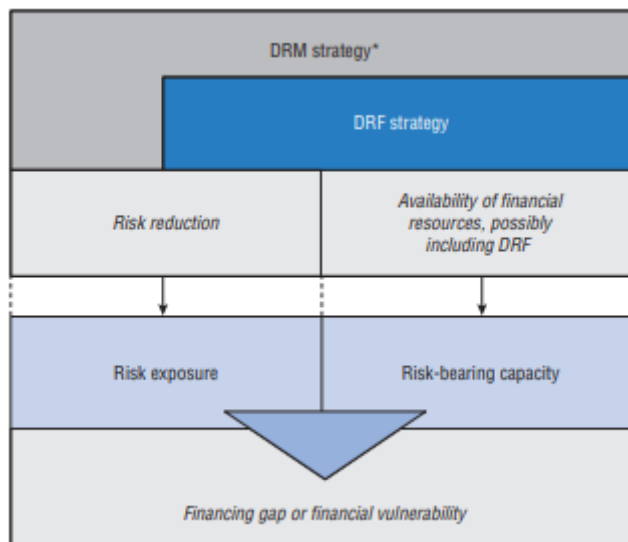 DRM strategy*
DRF strategy
Risk reduction
Availability of financial
resources, possibly
including DRF
Risk exposure
Risk-bearing capacity
Financing gap or financial vulnerability